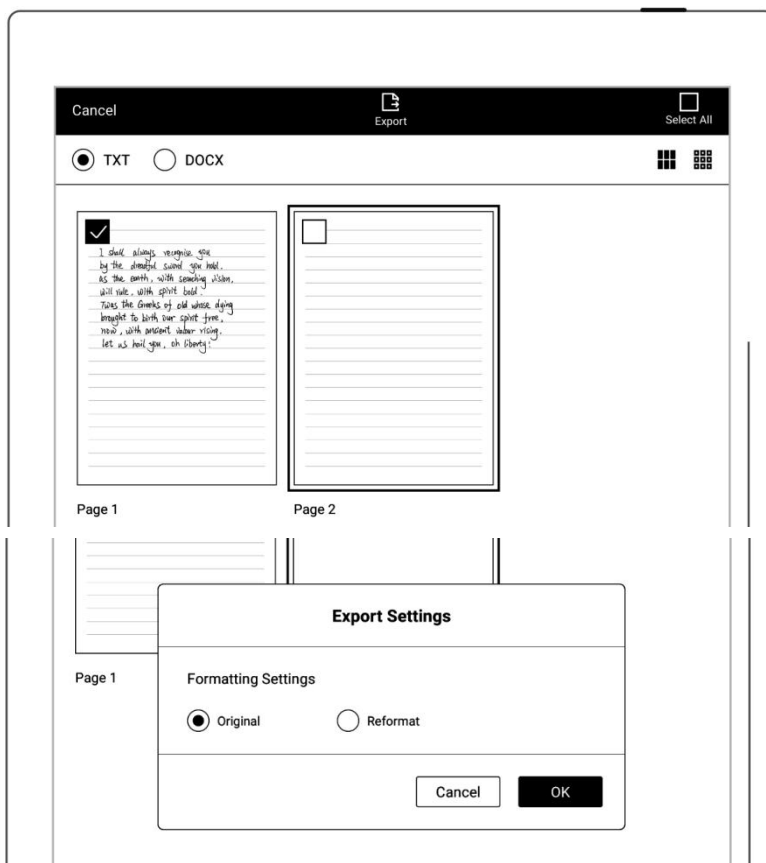 Cancel
Export
Select All
TXT
DOCX
I shall always recognise you
by the dreadful sword you hold.
as the earth, with searching vision,
will rule, with spirit bold.
Twas the Greeks of old whose dying
brought to birth our spirit free,
now, with ancient valour rising,
let us hail you, oh liberty!
Page 1
Page 2
Page 1
Export Settings
Formatting Settings
Original
Reformat
Cancel
OK